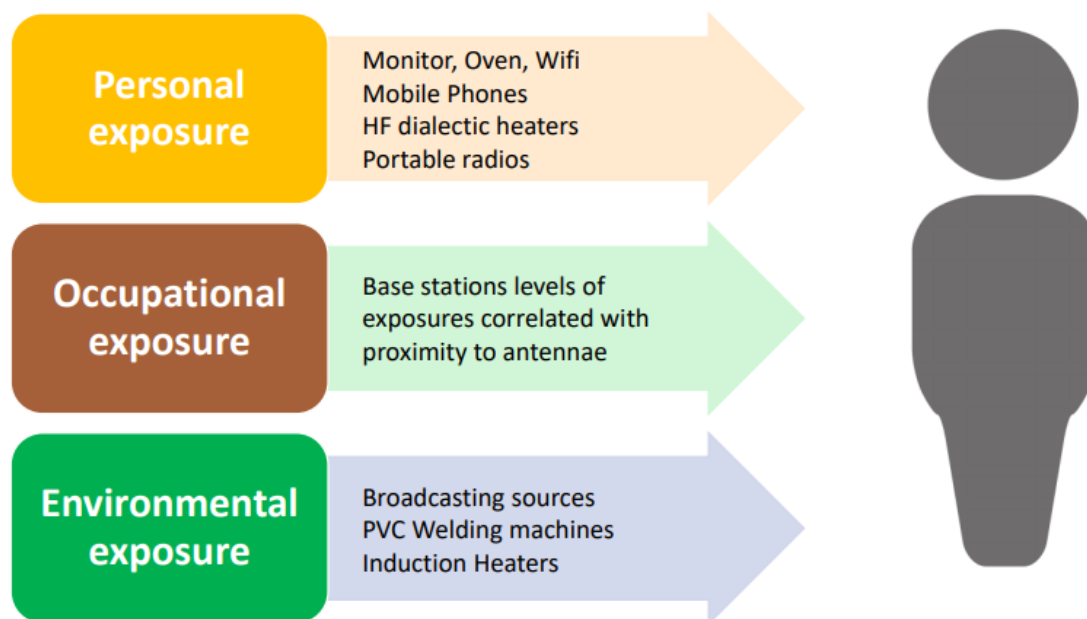 Personal
exposure
Monitor, Oven, Wifi
Mobile Phones
HF dialectic heaters
Portable radios
Occupational
exposure
Base stations levels of
exposures correlated with
proximity to antennae
Environmental
exposure
Broadcasting sources
PVC Welding machines
Induction Heaters